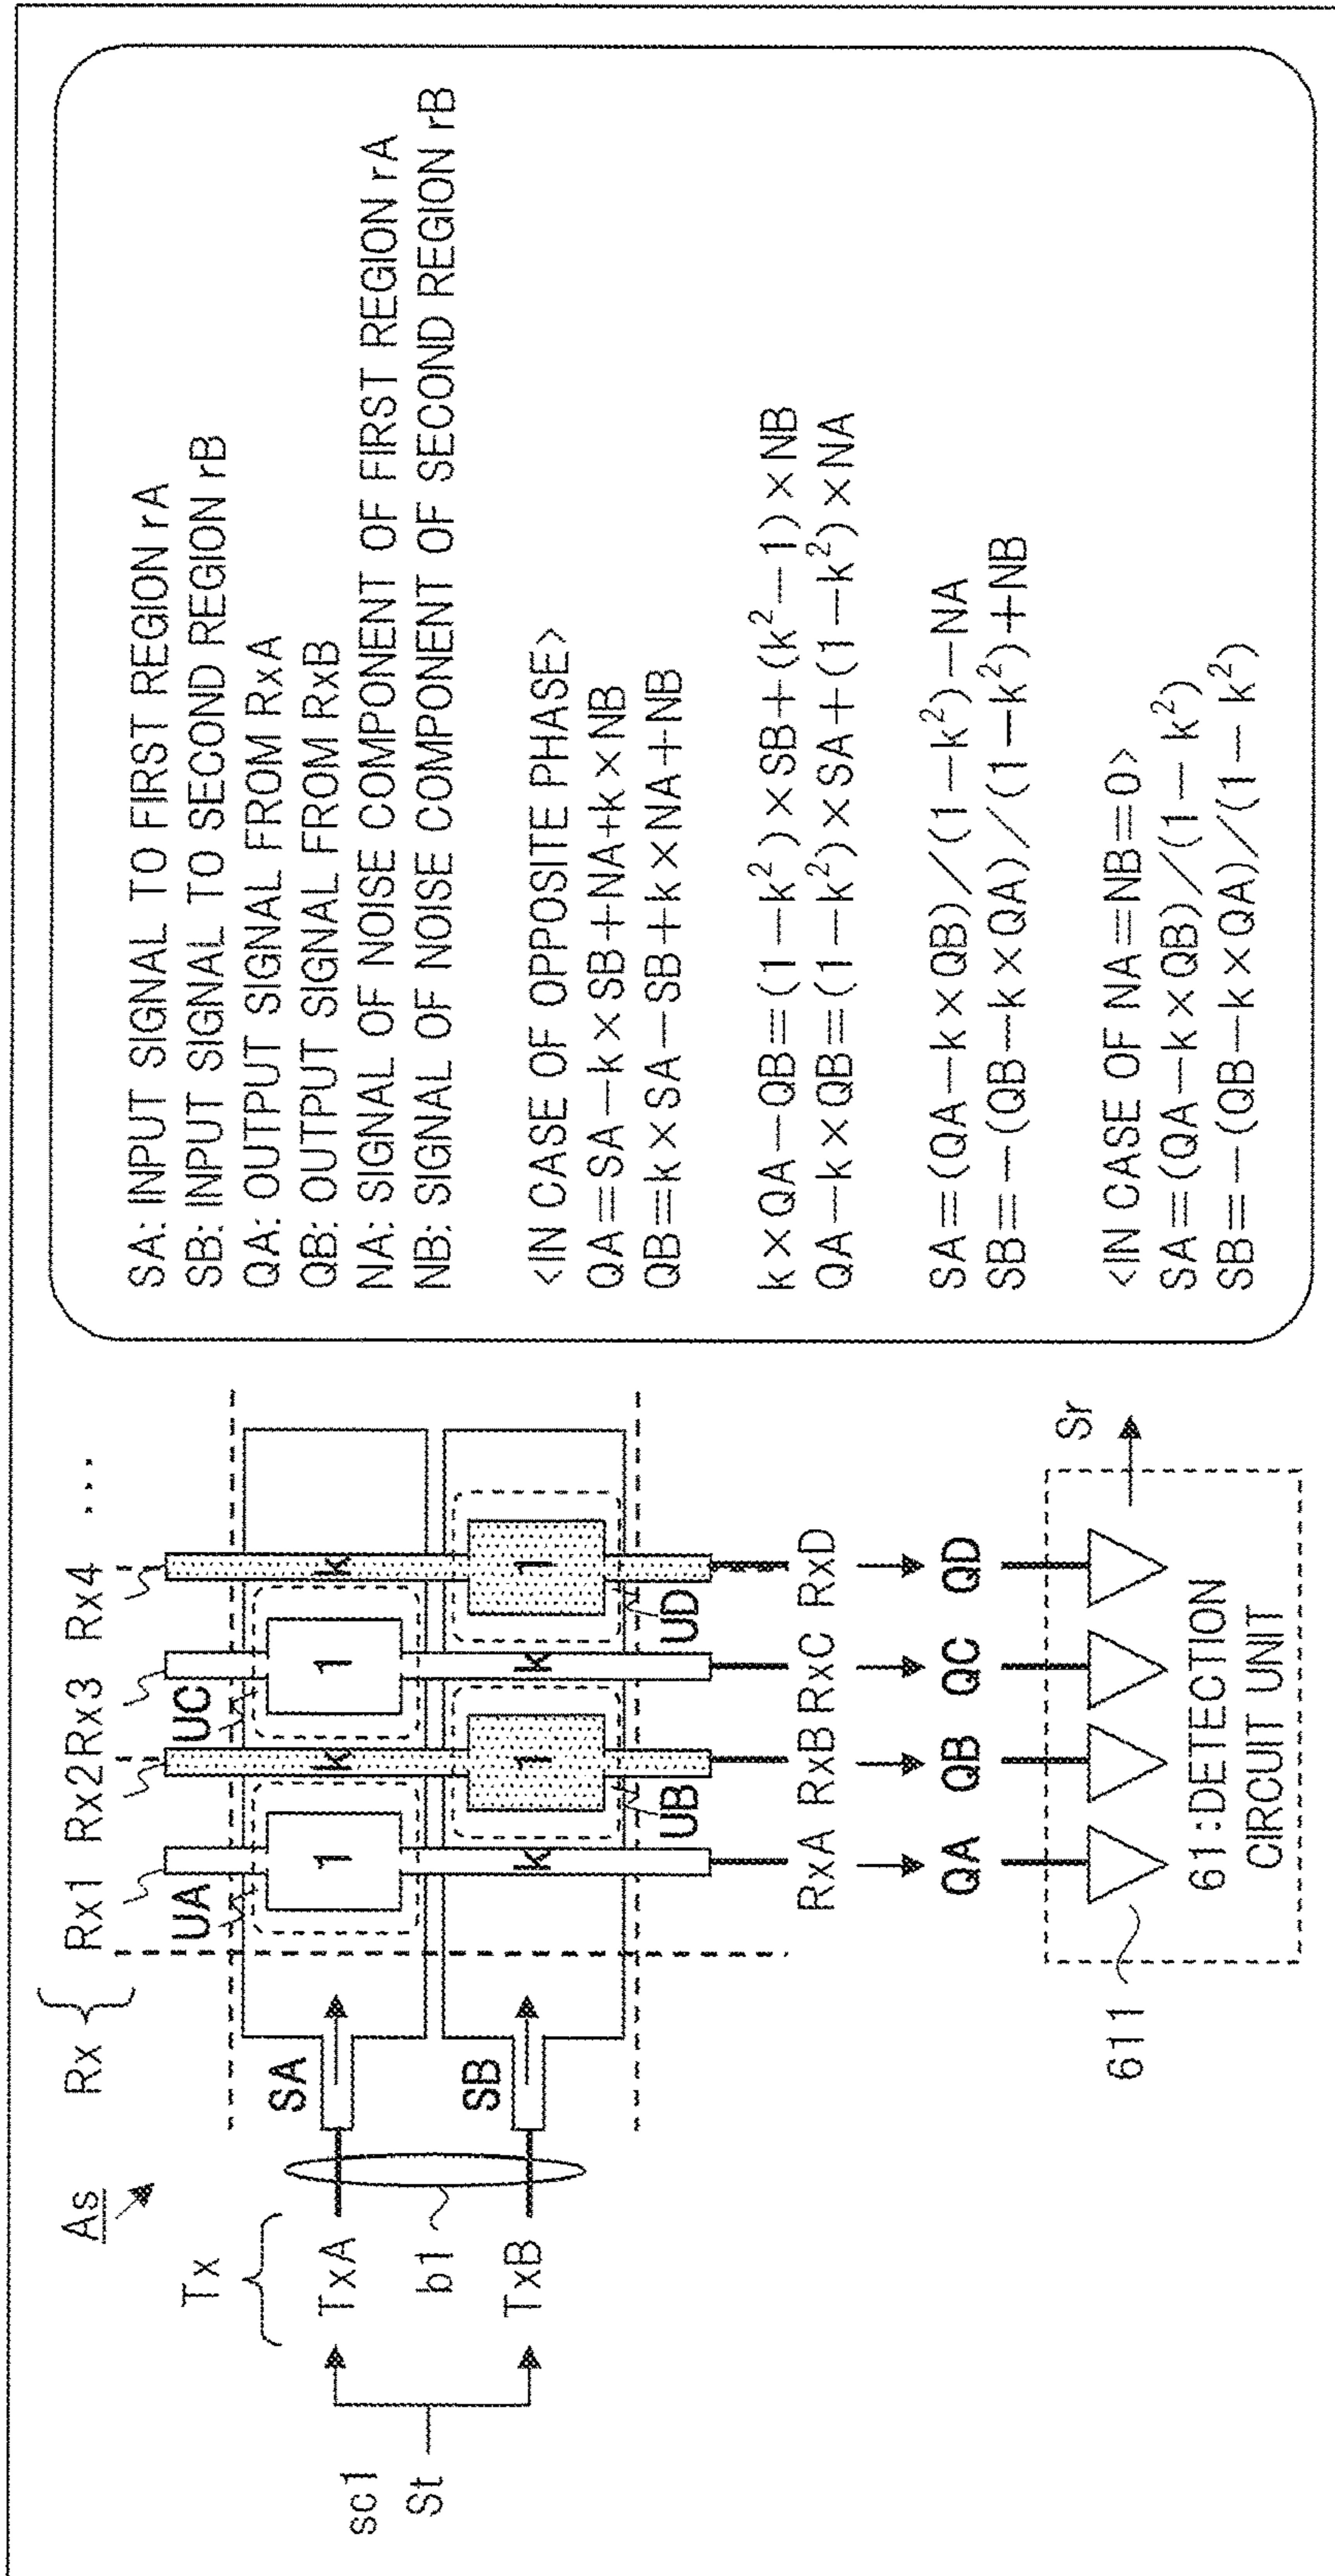 As
Rx
Rx1 Rx2 Rx3 Rx4 ...
Tx
sc1
St
TxA
b1
TxB
SA
SB
UA
UC
1
k
1
k
k
1
k
1
UB
UD
RxA RxB RxC RxD
QA QB QC QD
Sr
611
61:DETECTION
CIRCUIT UNIT
SA: INPUT SIGNAL TO FIRST REGION rA
SB: INPUT SIGNAL TO SECOND REGION rB
QA: OUTPUT SIGNAL FROM RxA
QB: OUTPUT SIGNAL FROM RxB
NA: SIGNAL OF NOISE COMPONENT OF FIRST REGION rA
NB: SIGNAL OF NOISE COMPONENT OF SECOND REGION rB
<IN CASE OF OPPOSITE PHASE>
QA=SA−k×SB+NA+k×NB
QB=k×SA−SB+k×NA+NB
k×QA−QB=(1−k²)×SB+(k²−1)×NB
QA−k×QB=(1−k²)×SA+(1−k²)×NA
SA=(QA−k×QB)/(1−k²)−NA
SB=−(QB−k×QA)/(1−k²)+NB
<IN CASE OF NA=NB=0>
SA=(QA−k×QB)/(1−k²)
SB=−(QB−k×QA)/(1−k²)